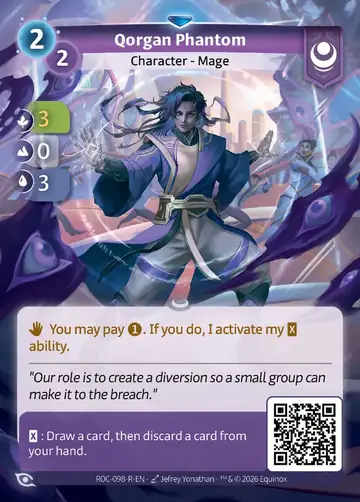 2
Qorgan Phantom
2
Character - Mage
3
0
3
You may pay 1. If you do, I activate my X
ability.
"Our role is to create a diversion so a small group can
make it to the breach."
X : Draw a card, then discard a card from
your hand.
ROC-098-R-EN - Jefrey Yonathan - ™ & © 2026 Equinox